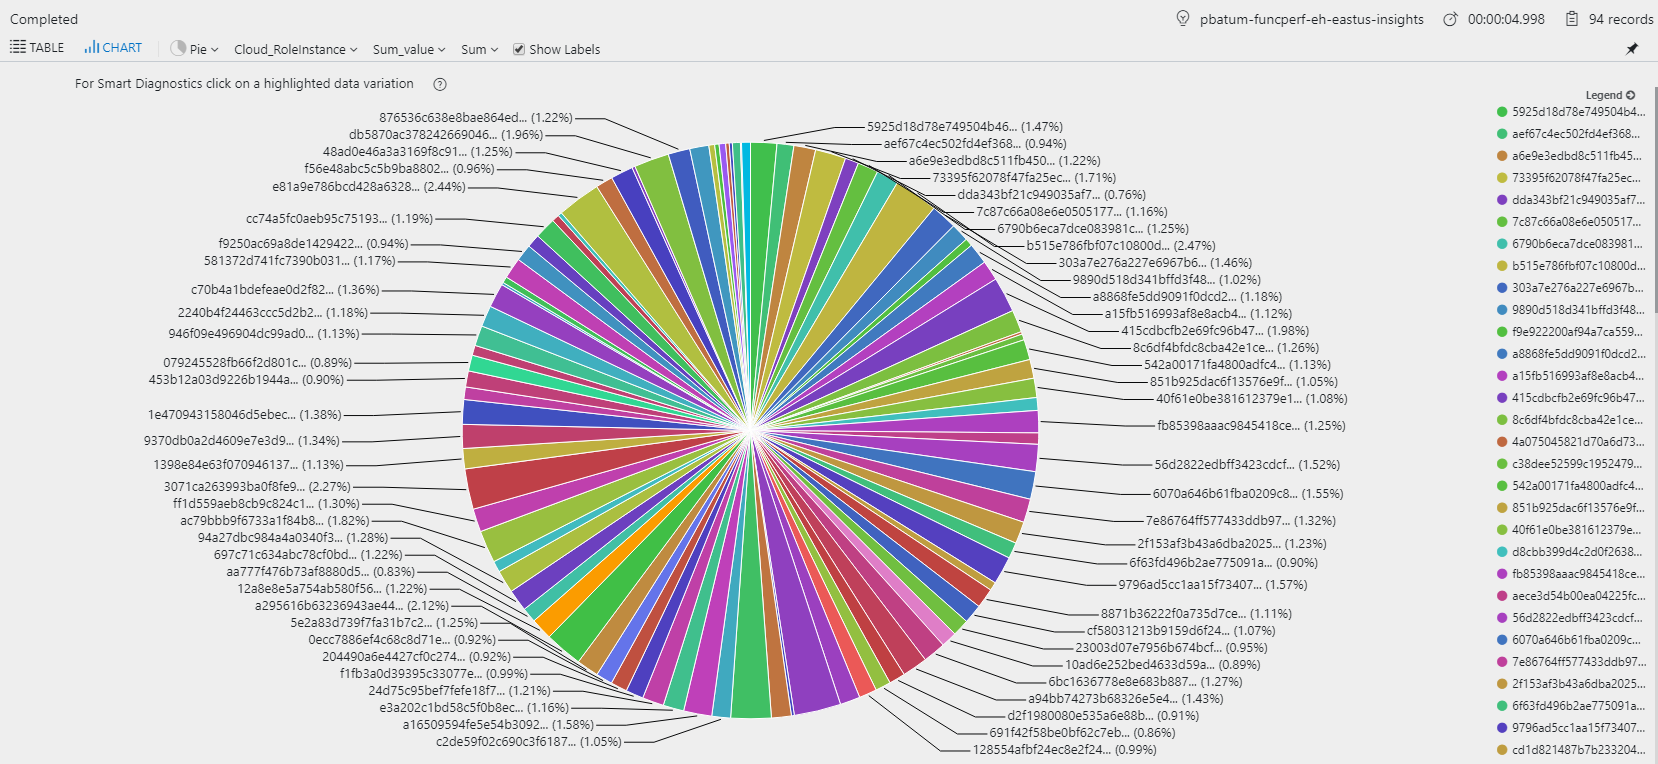 Completed
pbatum-funcperf-eh-eastus-insights
00:00:04.998
94 records
TABLE
CHART
Pie
Cloud_RoleInstance
Sum_value
Sum
Show Labels
For Smart Diagnostics click on a highlighted data variation
Legend
876536c638e8bae864ed... (1.22%)
db5870ac378242669046... (1.96%)
48ad0e46a3a3169f8c91... (1.25%)
f56e48abc5c5b9ba8802... (0.96%)
e81a9e786bcd428a6328... (2.44%)
cc74a5fc0aeb95c75193... (1.19%)
f9250ac69a8de1429422... (0.94%)
581372d741fc7390b031... (1.17%)
c70b4a1bdefeae0d2f82... (1.36%)
2240b4f24463ccc5d2b2... (1.18%)
946f09e496904dc99ad0... (1.13%)
079245528fb66f2d801c... (0.89%)
453b12a03d9226b1944a... (0.90%)
1e470943158046d5ebec... (1.38%)
9370db0a2d4609e7e3d9... (1.34%)
1398e84e63f070946137... (1.13%)
3071ca263993ba0f8fe9... (2.27%)
ff1d559aeb8cb9c824c1... (1.30%)
ac79bbb9f6733a1f84b8... (1.82%)
94a27dbc984a4a0340f3... (1.28%)
697c71c634abc78cf0bd... (1.22%)
aa777f476b73af8880d5... (0.83%)
12a8e8e5a754ab580f56... (1.22%)
a295616b63236943ae44... (2.12%)
5e2a83d739f7fa31b7c2... (1.25%)
0ecc7886ef4c68c8d71e... (0.92%)
204490a6e4427cf0c274... (0.92%)
f1fb3a0d39395c33077e... (0.99%)
24d75c95bef7fefe18f7... (1.21%)
e3a202c1bd58c5f0b8ec... (1.16%)
a16509594fe5e54b3092... (1.58%)
c2de59f02c690c3f6187... (1.05%)
5925d18d78e749504b46... (1.47%)
aef67c4ec502fd4ef368... (0.94%)
a6e9e3edbd8c511fb450... (1.22%)
73395f62078f47fa25ec... (1.71%)
dda343bf21c949035af7... (0.76%)
7c87c66a08e6e0505177... (1.16%)
6790b6eca7dce083981c... (1.25%)
b515e786fbf07c10800d... (2.47%)
303a7e276a227e6967b6... (1.46%)
9890d518d341bffd3f48... (1.02%)
a8868fe5dd9091f0dcd2... (1.18%)
a15fb516993af8e8acb4... (1.12%)
415cdbcfb2e69fc96b47... (1.98%)
8c6df4bfdc8cba42e1ce... (1.26%)
542a00171fa4800adfc4... (1.13%)
851b925dac6f13576e9f... (1.05%)
40f61e0be381612379e1... (1.08%)
fb85398aaac9845418ce... (1.25%)
56d2822edbff3423cdcf... (1.52%)
6070a646b61fba0209c8... (1.55%)
7e86764ff577433ddb97... (1.32%)
2f153af3b43a6dba2025... (1.23%)
6f63fd496b2ae775091a... (0.90%)
9796ad5cc1aa15f73407... (1.57%)
8871b36222f0a735d7ce... (1.11%)
cf58031213b9159d6f24... (1.07%)
23003d07e7956b674bcf... (0.95%)
10ad6e252bed4633d59a... (0.89%)
6bc1636778e8e683b887... (1.27%)
a94bb74273b68326e5e4... (1.43%)
d2f1980080e535a6e88b... (0.91%)
691f42f58be0bf62c7eb... (0.86%)
128554afbf24ec8e2f24... (0.99%)
5925d18d78e749504b4...
aef67c4ec502fd4ef368...
a6e9e3edbd8c511fb45...
73395f62078f47fa25ec...
dda343bf21c949035af7...
7c87c66a08e6e050517...
6790b6eca7dce083981...
b515e786fbf07c10800d...
303a7e276a227e6967b...
9890d518d341bffd3f48...
f9e922200af94a7ca559...
a8868fe5dd9091f0dcd2...
a15fb516993af8e8acb4...
415cdbcfb2e69fc96b47...
8c6df4bfdc8cba42e1ce...
4a075045821d70a6d73...
c38dee52599c1952479...
542a00171fa4800adfc4...
851b925dac6f13576e9f...
40f61e0be381612379e...
d8cbb399d4c2d0f2638...
fb85398aaac9845418ce...
aece3d54b00ea04225fc...
56d2822edbff3423cdcf...
6070a646b61fba0209c...
7e86764ff577433ddb97...
2f153af3b43a6dba2025...
6f63fd496b2ae775091a...
9796ad5cc1aa15f73407...
cd1d821487b7b233204...